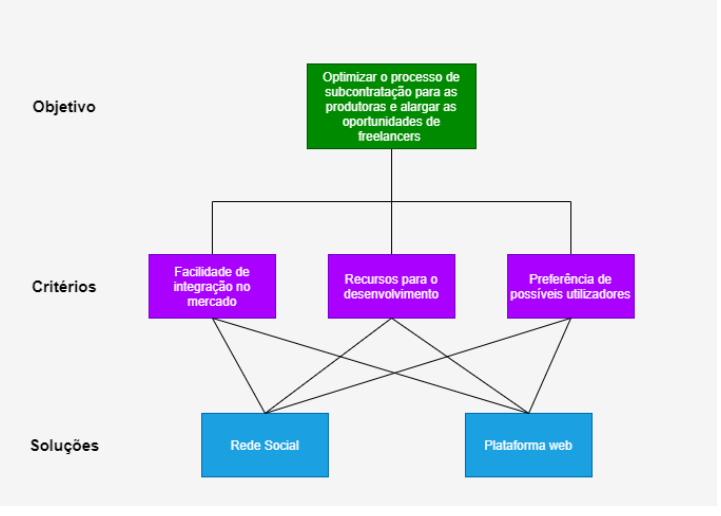 Objetivo
Optimizar o processo de
subcontratação para as
produtoras e alargar as
oportunidades de
freelancers
Critérios
Facilidade de
integração no
mercado
Recursos para o
desenvolvimento
Preferência de
possíveis utilizadores
Soluções
Rede Social
Plataforma web